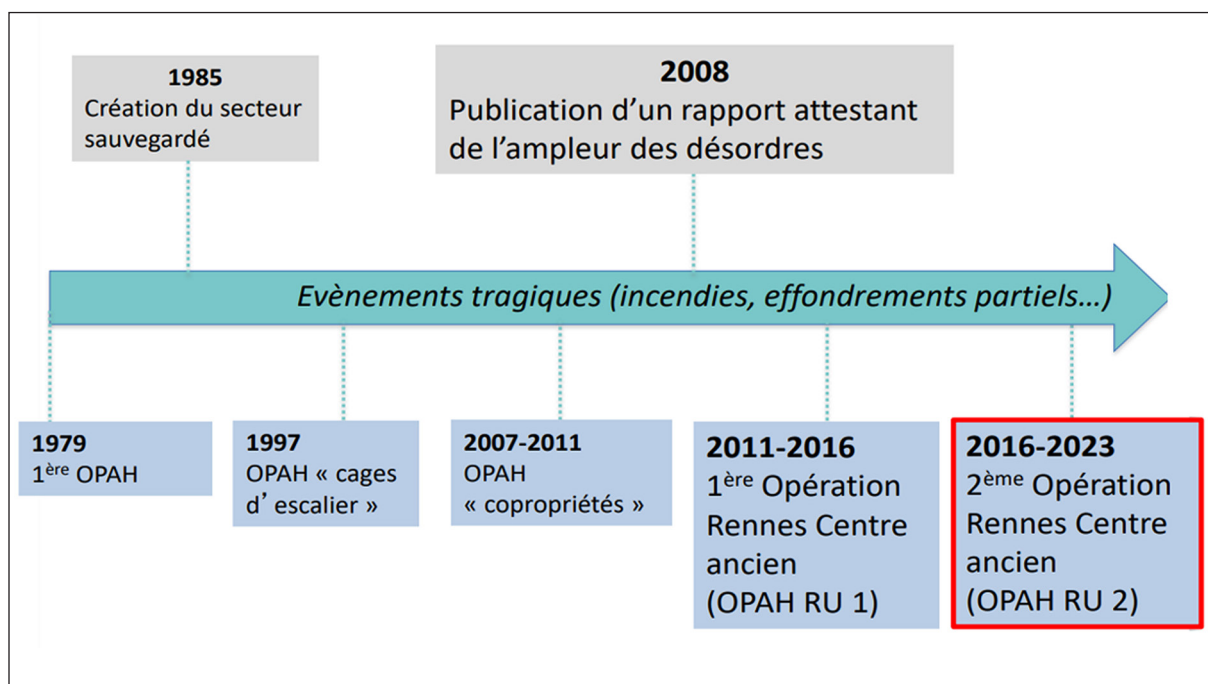 1985
Création du secteur
sauvegardé
2008
Publication d’un rapport attestant
de l’ampleur des désordres
Evènements tragiques (incendies, effondrements partiels…)
1979
1ère OPAH
1997
OPAH « cages
d’ escalier »
2007-2011
OPAH
« copropriétés »
2011-2016
1ère Opération
Rennes Centre
ancien
(OPAH RU 1)
2016-2023
2ème Opération
Rennes Centre
ancien
(OPAH RU 2)